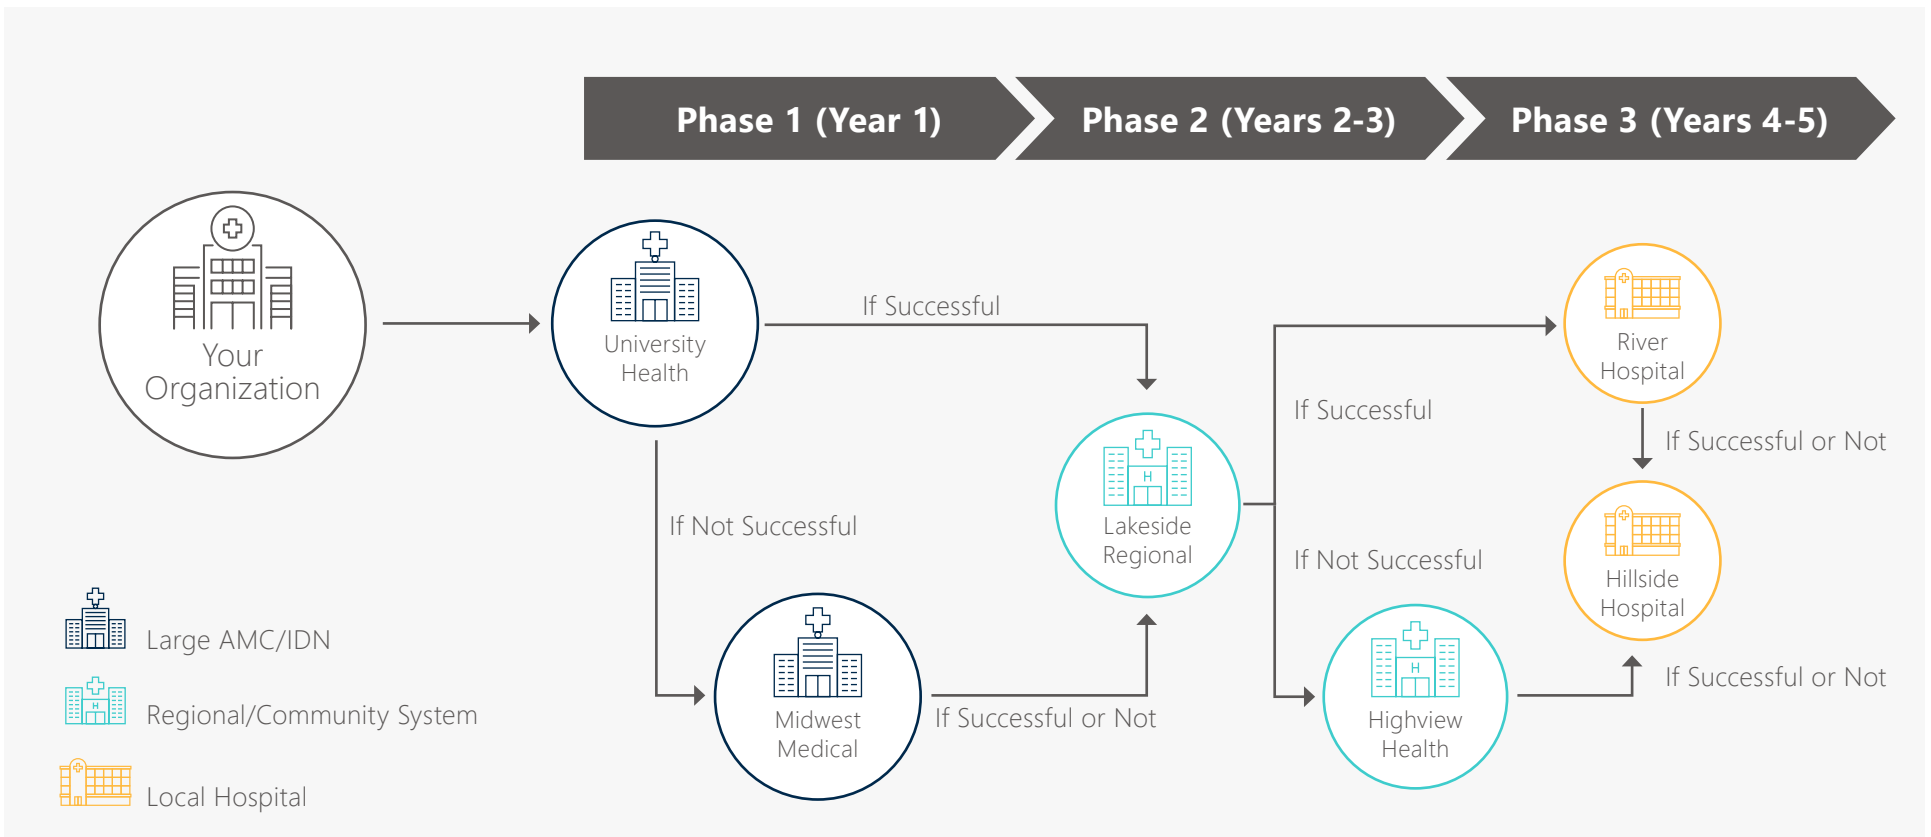 Phase 1 (Year 1)
Phase 2 (Years 2-3)
Phase 3 (Years 4-5)
Your
Organization
University
Health
If Successful
River
Hospital
If Successful
If Successful or Not
If Not Successful
H
Lakeside
Regional
If Not Successful
Hillside
Hospital
Midwest
Medical
If Successful or Not
H
Highview
Health
If Successful or Not
Large AMC/IDN
H
Regional/Community System
Local Hospital